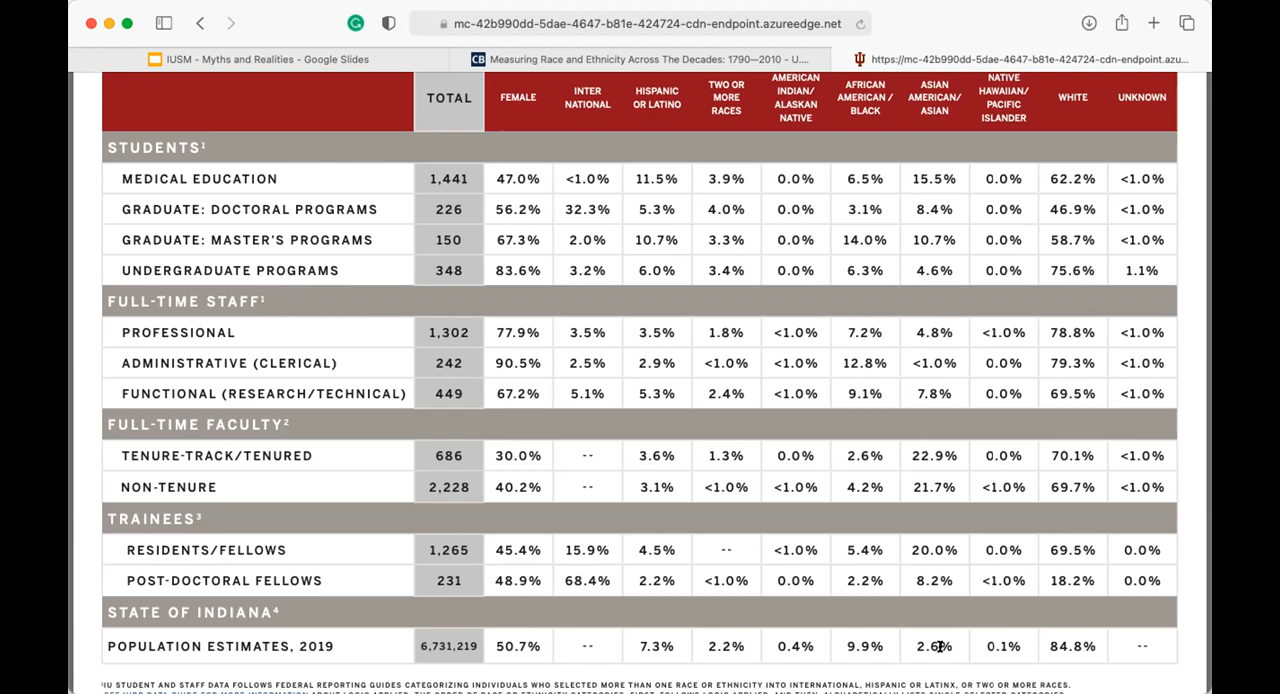 mc-42b990dd-5dae-4647-b81e-424724-cdn-endpoint.azureedge.net
IUSM - Myths and Realities - Google Slides
CB Measuring Race and Ethnicity Across The Decades: 1790—2010 - U....
https://mc-42b990dd-5dae-4647-b81e-424724-cdn-endpoint.azu...
TOTAL FEMALE INTER NATIONAL HISPANIC OR LATINO TWO OR MORE RACES AMERICAN INDIAN/ ALASKAN NATIVE AFRICAN AMERICAN / BLACK ASIAN AMERICAN/ ASIAN NATIVE HAWAIIAN/ PACIFIC ISLANDER WHITE UNKNOWN
STUDENTS¹
MEDICAL EDUCATION 1,441 47.0% <1.0% 11.5% 3.9% 0.0% 6.5% 15.5% 0.0% 62.2% <1.0%
GRADUATE: DOCTORAL PROGRAMS 226 56.2% 32.3% 5.3% 4.0% 0.0% 3.1% 8.4% 0.0% 46.9% <1.0%
GRADUATE: MASTER'S PROGRAMS 150 67.3% 2.0% 10.7% 3.3% 0.0% 14.0% 10.7% 0.0% 58.7% <1.0%
UNDERGRADUATE PROGRAMS 348 83.6% 3.2% 6.0% 3.4% 0.0% 6.3% 4.6% 0.0% 75.6% 1.1%
FULL-TIME STAFF¹
PROFESSIONAL 1,302 77.9% 3.5% 3.5% 1.8% <1.0% 7.2% 4.8% <1.0% 78.8% <1.0%
ADMINISTRATIVE (CLERICAL) 242 90.5% 2.5% 2.9% <1.0% <1.0% 12.8% <1.0% 0.0% 79.3% <1.0%
FUNCTIONAL (RESEARCH/TECHNICAL) 449 67.2% 5.1% 5.3% 2.4% <1.0% 9.1% 7.8% 0.0% 69.5% <1.0%
FULL-TIME FACULTY²
TENURE-TRACK/TENURED 686 30.0% -- 3.6% 1.3% 0.0% 2.6% 22.9% 0.0% 70.1% <1.0%
NON-TENURE 2,228 40.2% -- 3.1% <1.0% <1.0% 4.2% 21.7% <1.0% 69.7% <1.0%
TRAINEES³
RESIDENTS/FELLOWS 1,265 45.4% 15.9% 4.5% -- <1.0% 5.4% 20.0% 0.0% 69.5% 0.0%
POST-DOCTORAL FELLOWS 231 48.9% 68.4% 2.2% <1.0% 0.0% 2.2% 8.2% <1.0% 18.2% 0.0%
STATE OF INDIANA⁴
POPULATION ESTIMATES, 2019 6,731,219 50.7% -- 7.3% 2.2% 0.4% 9.9% 2.6% 0.1% 84.8% --
¹IU STUDENT AND STAFF DATA FOLLOWS FEDERAL REPORTING GUIDES CATEGORIZING INDIVIDUALS WHO SELECTED MORE THAN ONE RACE OR ETHNICITY INTO INTERNATIONAL, HISPANIC OR LATINX, OR TWO OR MORE RACES.